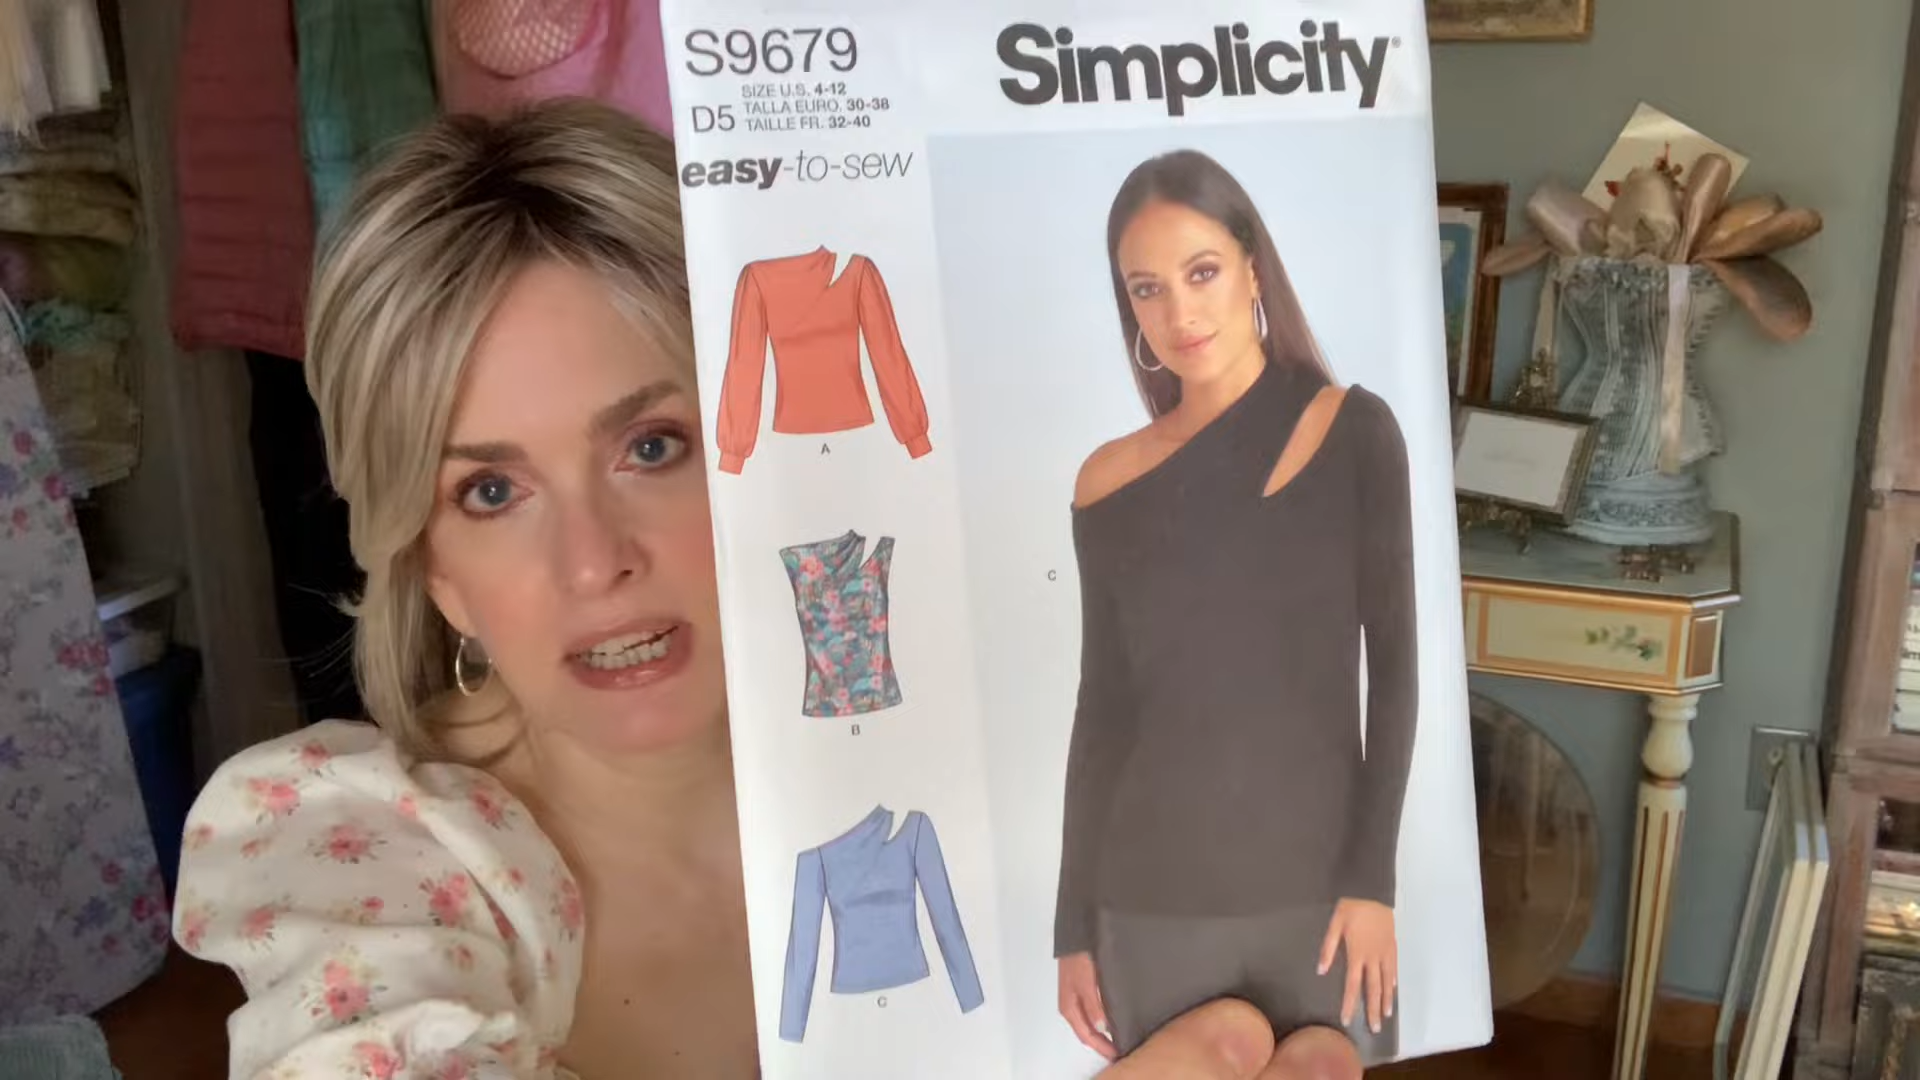 S9679
Simplicity®
SIZE U.S. 4-12
D5 TALLA EURO. 30-38
TAILLE FR. 32-40
easy-to-sew
A
B
C
C